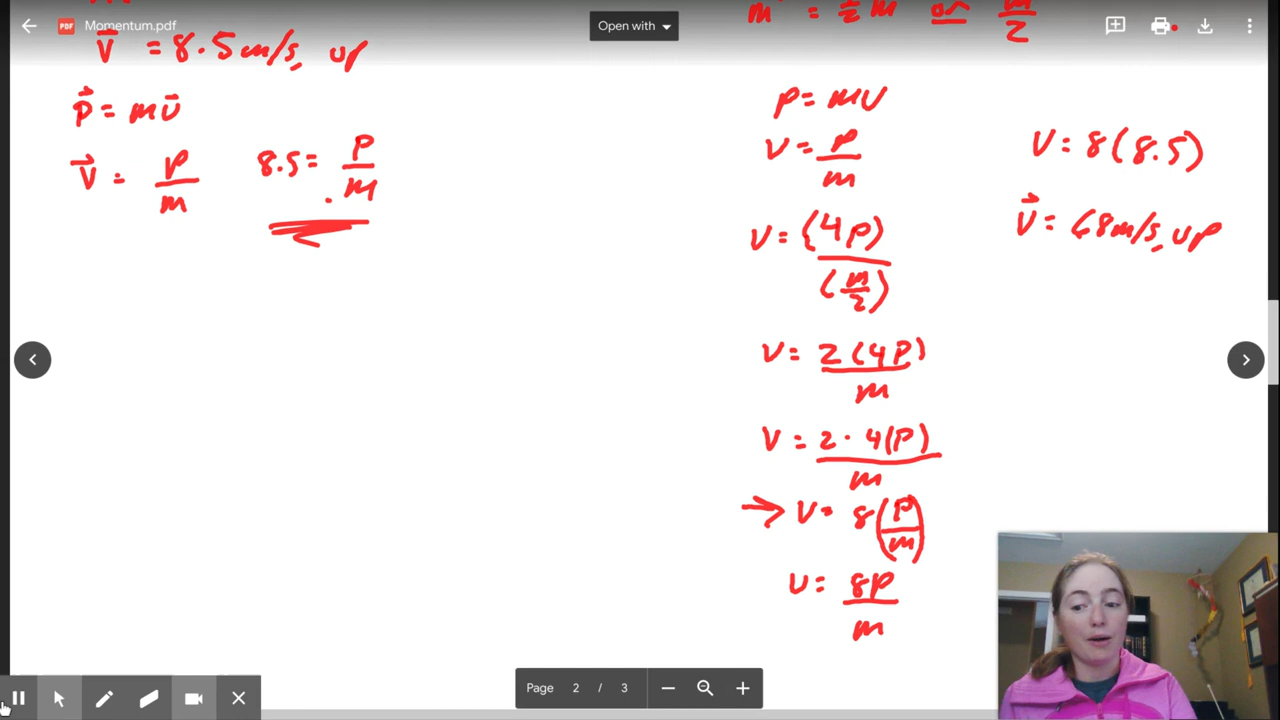 Momentum.pdf
Open with
V⃗ = 8.5 m/s, up
p⃗ = mv⃗
V⃗ = P/m
8.5 = P/m
= ½ m or m/2
p = mv
v = P/m
v = (4p)/(m/2)
v = 2(4P)/m
v = 2 · 4(P)/m
→ v = 8(P/m)
v = 8P/m
V = 8(8.5)
V⃗ = 68 m/s, up
Page 2 / 3